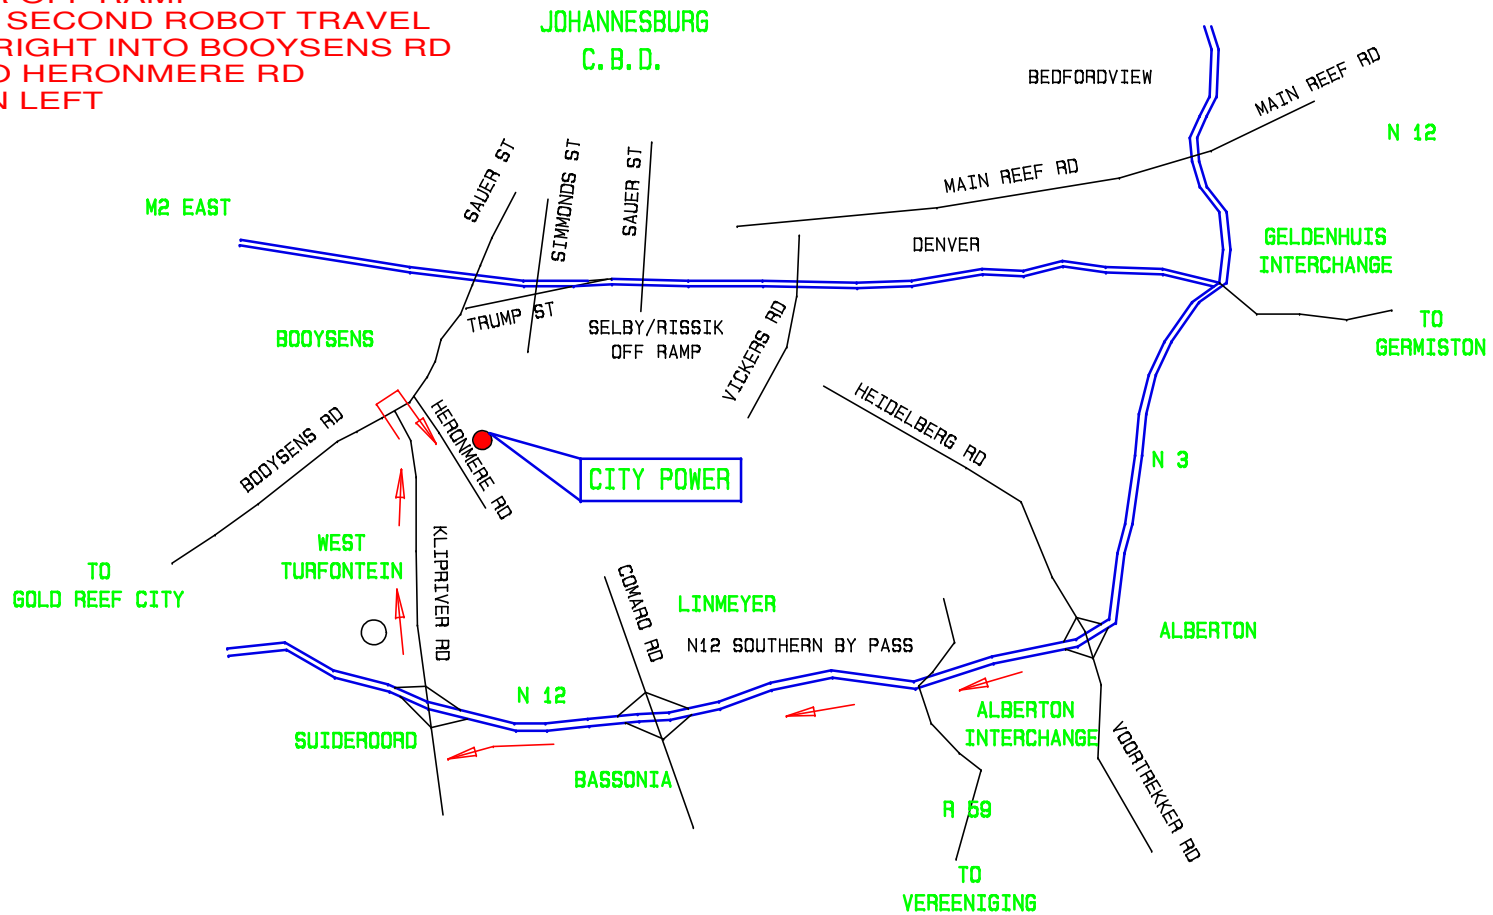 OFF RAMP
SECOND ROBOT TRAVEL
RIGHT INTO BOOYSENS RD
HERONMERE RD
LEFT
JOHANNESBURG
C.B.D.
BEDFORDVIEW
MAIN REEF RD
N 12
MAIN REEF RD
SAUER ST
SIMMONDS ST
SAUER ST
M2 EAST
DENVER
GELDENHUIS
INTERCHANGE
TRUMP ST
SELBY/RISSIK
OFF RAMP
VICKERS RD
BOOYSENS
TO
GERMISTON
HEIDELBERG RD
BOOYSENS RD
HERONMERE RD
CITY POWER
N 3
WEST
TURFONTEIN
KLIPRIVER RD
TO
GOLD REEF CITY
COMARO RD
LINMEYER
N12 SOUTHERN BY PASS
ALBERTON
N 12
ALBERTON
INTERCHANGE
SUIDEROORD
BASSONIA
VOORTREKKER RD
R 59
TO
VEREENIGING